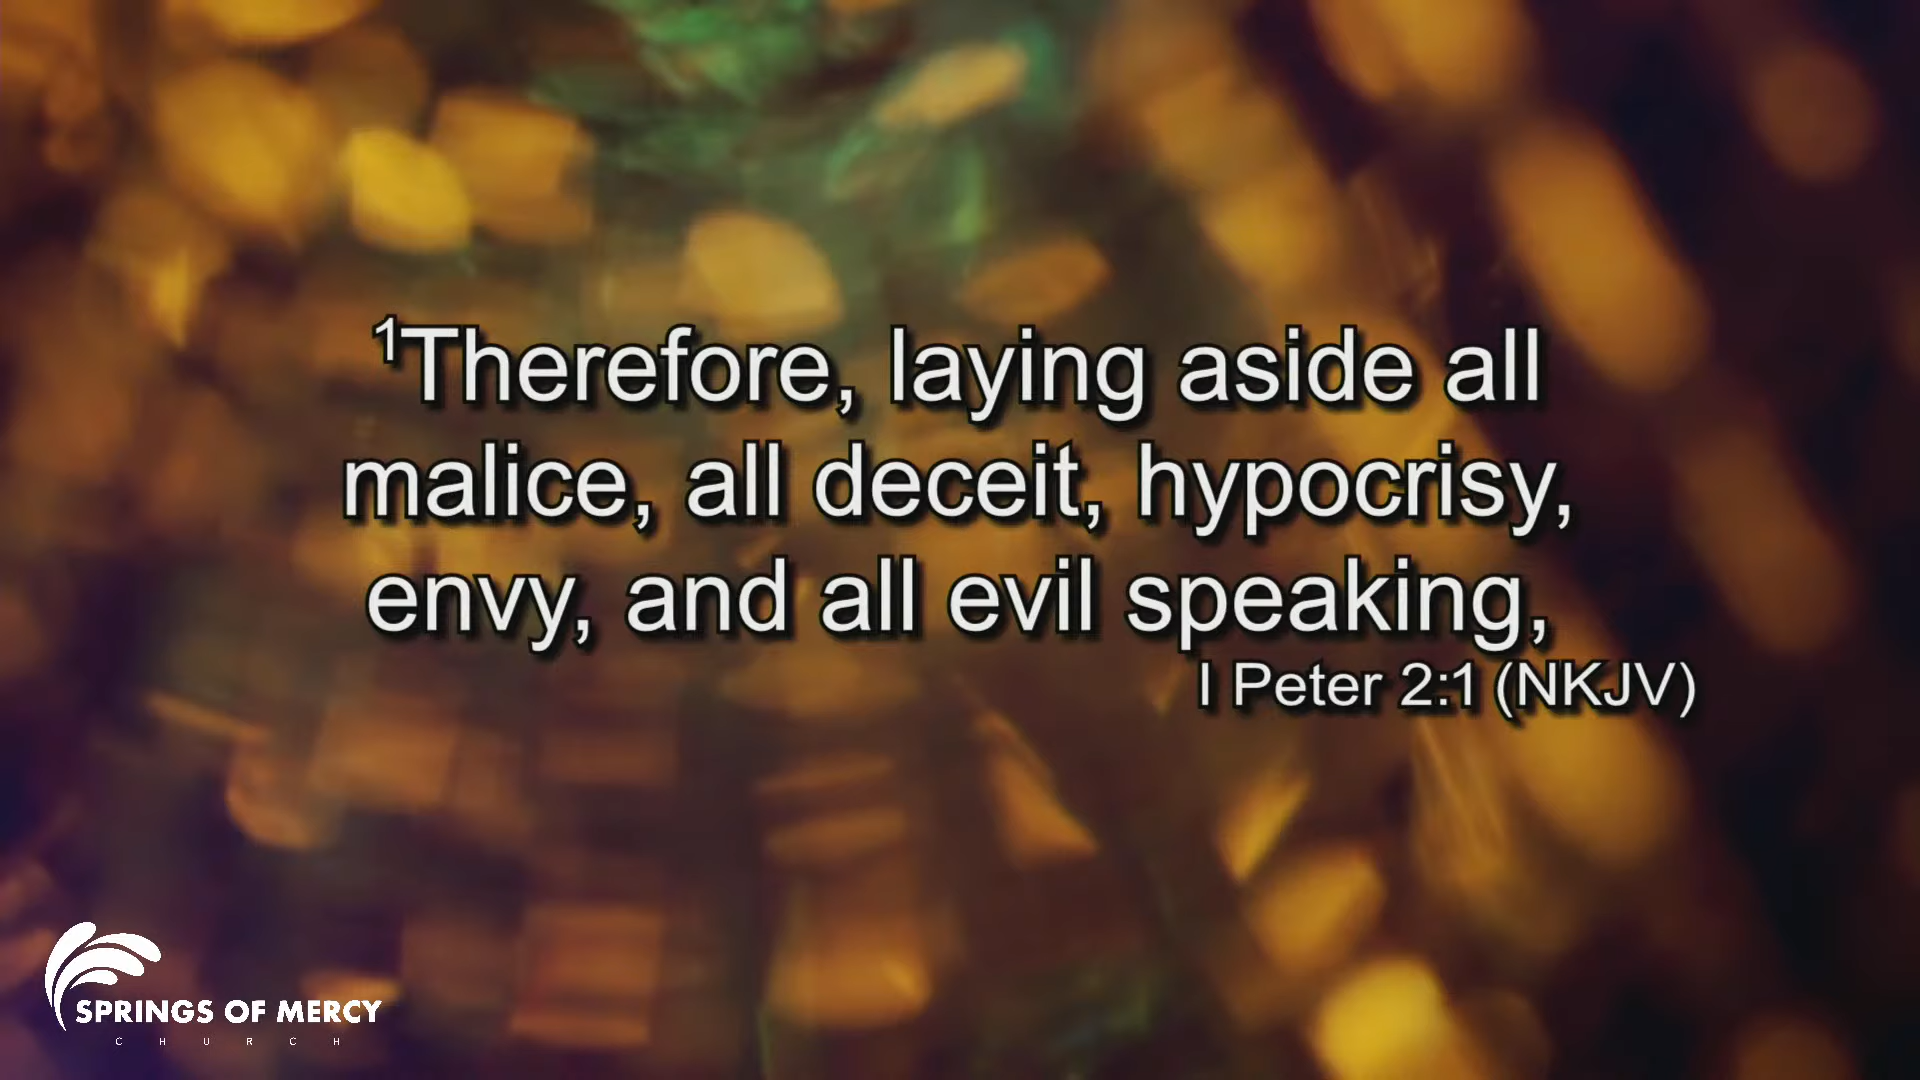 ¹Therefore, laying aside all
malice, all deceit, hypocrisy,
envy, and all evil speaking,
I Peter 2:1 (NKJV)
SPRINGS OF MERCY
CHURCH